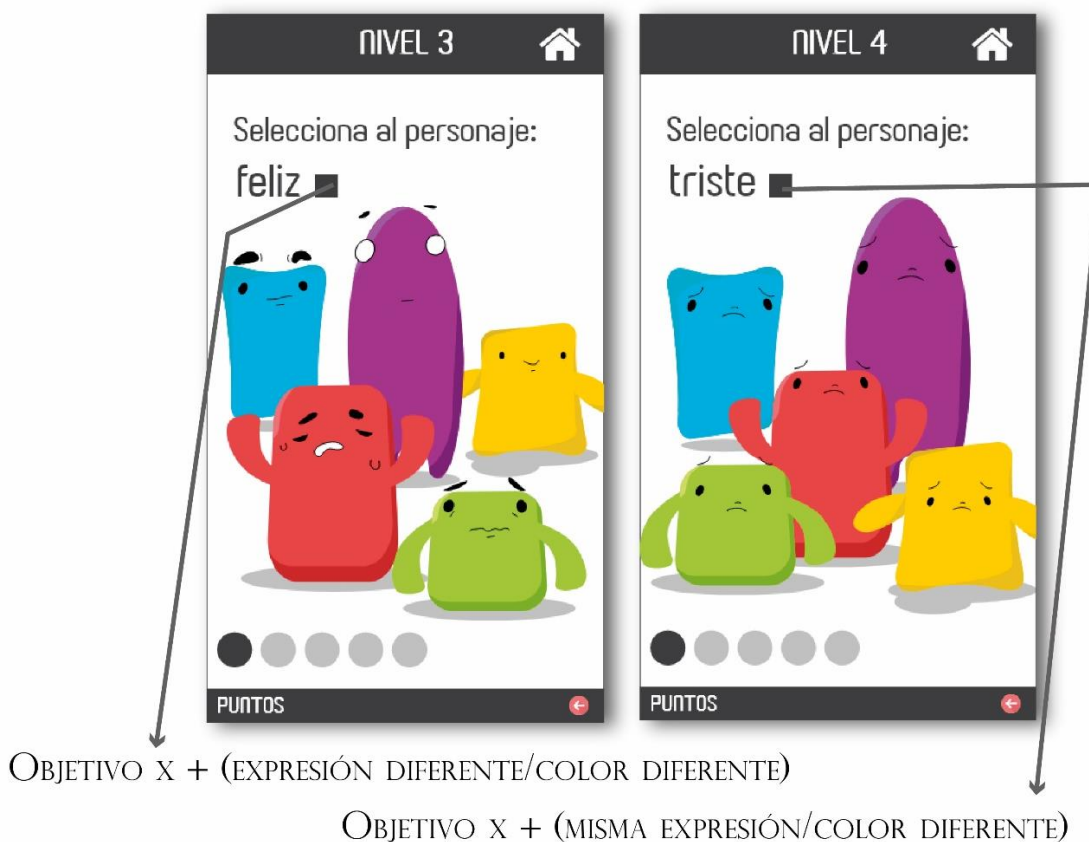 NIVEL 3
Selecciona al personaje:
feliz
PUNTOS
NIVEL 4
Selecciona al personaje:
triste
PUNTOS
OBJETIVO X + (EXPRESIÓN DIFERENTE/COLOR DIFERENTE)
OBJETIVO X + (MISMA EXPRESIÓN/COLOR DIFERENTE)